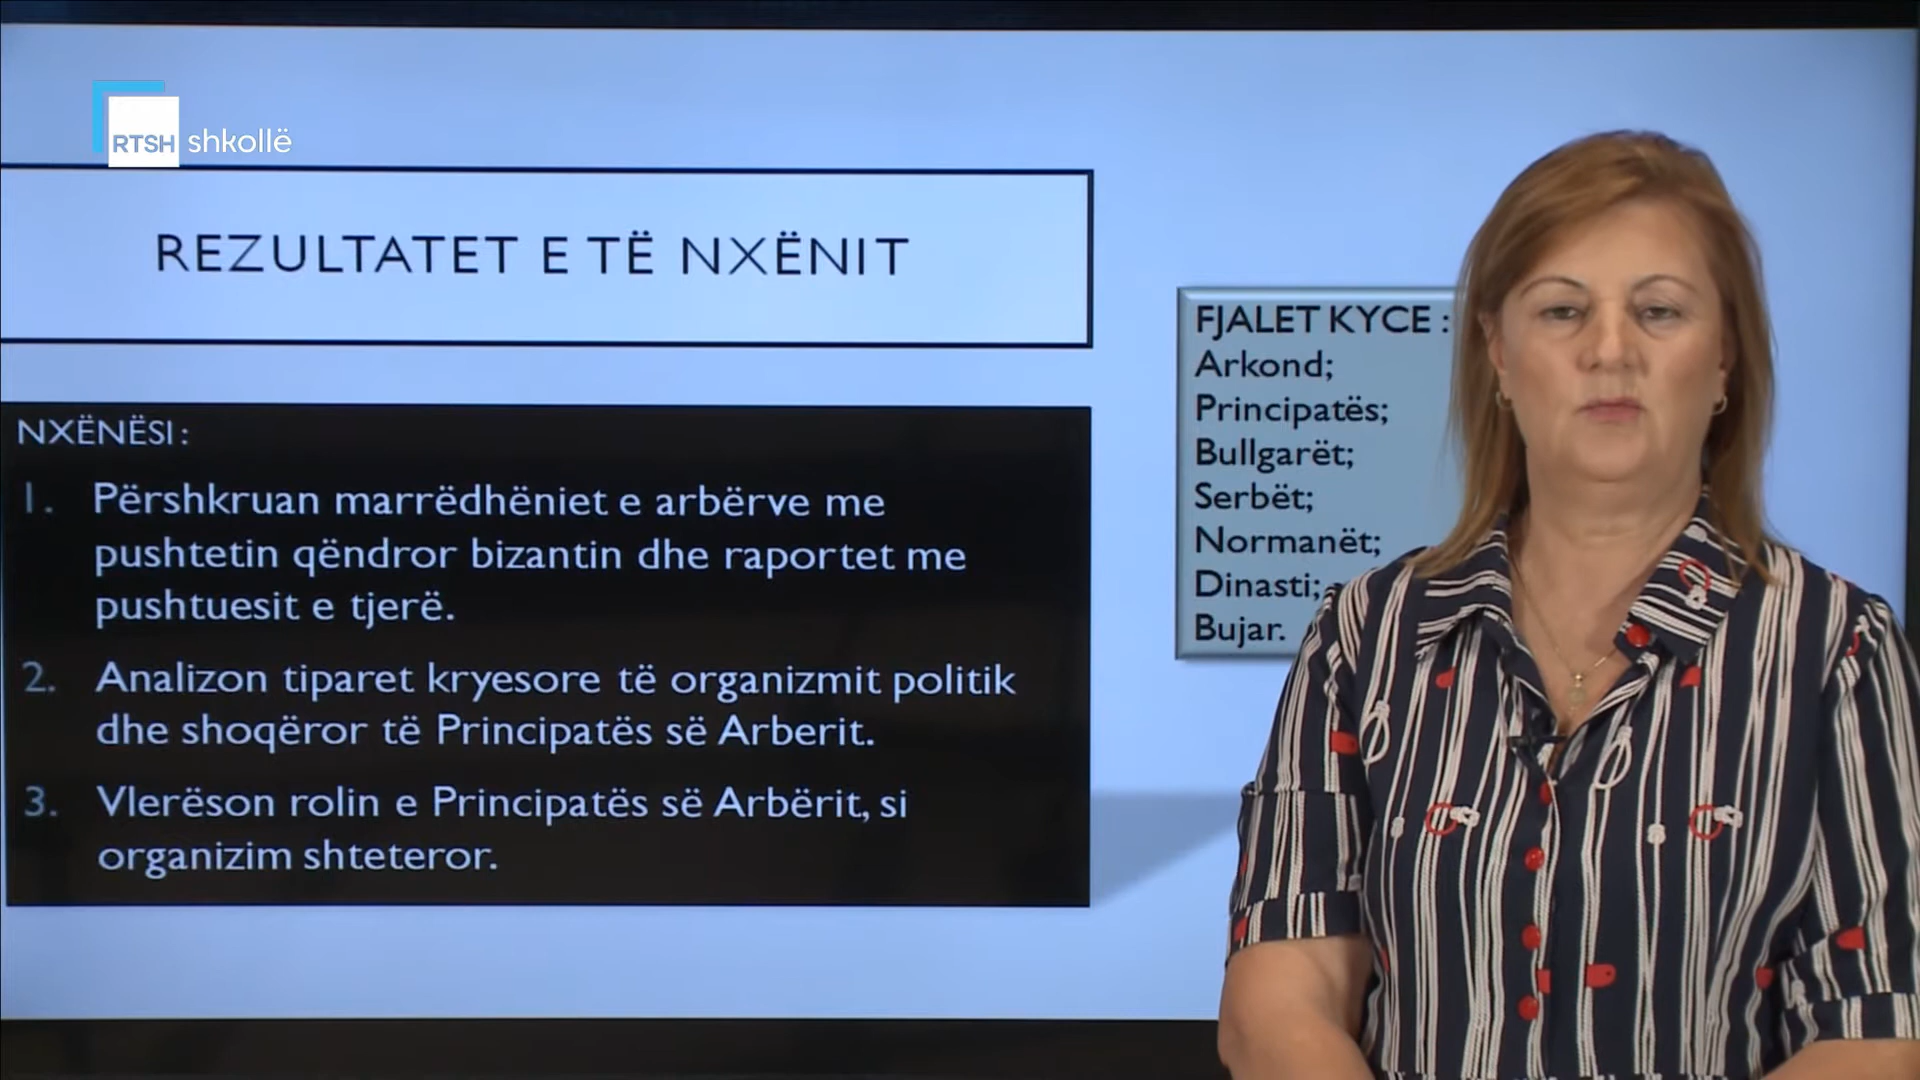 RTSH shkollë
REZULTATET E TË NXËNIT
NXËNËSI:
1. Përshkruan marrëdhëniet e arbërve me
pushtetin qëndror bizantin dhe raportet me
pushtuesit e tjerë.
2. Analizon tiparet kryesore të organizmit politik
dhe shoqëror të Principatës së Arberit.
3. Vlerëson rolin e Principatës së Arbërit, si
organizim shteteror.
FJALET KYCE :
Arkond;
Principatës;
Bullgarët;
Serbët;
Normanët;
Dinasti;
Bujar.